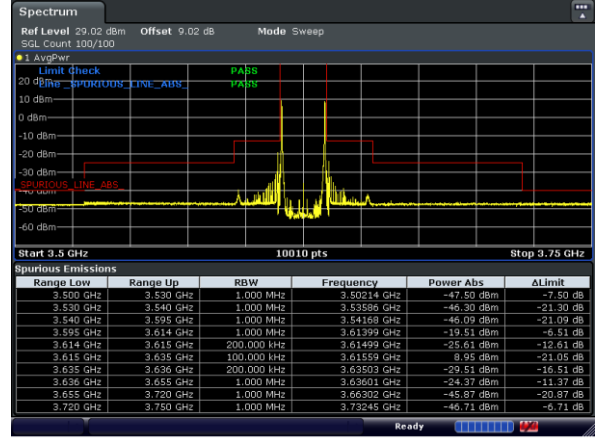 Spectrum
Ref Level 29.02 dBm Offset 9.02 dB Mode Sweep
SGL Count 100/100
1 AvgPwr
Limit Check PASS
20 dBm
Line _SPURIOUS_LINE_ABS_ PASS
10 dBm
0 dBm
-10 dBm
-20 dBm
-30 dBm
_SPURIOUS_LINE_ABS_
-40 dBm
-50 dBm
-60 dBm
Start 3.5 GHz 10010 pts Stop 3.75 GHz
Spurious Emissions
Range Low Range Up RBW Frequency Power Abs ΔLimit
3.500 GHz 3.530 GHz 1.000 MHz 3.50214 GHz -47.50 dBm -7.50 dB
3.530 GHz 3.540 GHz 1.000 MHz 3.53586 GHz -46.30 dBm -21.30 dB
3.540 GHz 3.595 GHz 1.000 MHz 3.54168 GHz -46.09 dBm -21.09 dB
3.595 GHz 3.614 GHz 1.000 MHz 3.61399 GHz -19.51 dBm -6.51 dB
3.614 GHz 3.615 GHz 200.000 kHz 3.61499 GHz -25.61 dBm -12.61 dB
3.615 GHz 3.635 GHz 100.000 kHz 3.61559 GHz 8.95 dBm -21.05 dB
3.635 GHz 3.636 GHz 200.000 kHz 3.63503 GHz -29.51 dBm -16.51 dB
3.636 GHz 3.655 GHz 1.000 MHz 3.63601 GHz -24.37 dBm -11.37 dB
3.655 GHz 3.720 GHz 1.000 MHz 3.66302 GHz -45.87 dBm -20.87 dB
3.720 GHz 3.750 GHz 1.000 MHz 3.73245 GHz -46.71 dBm -6.71 dB
Ready